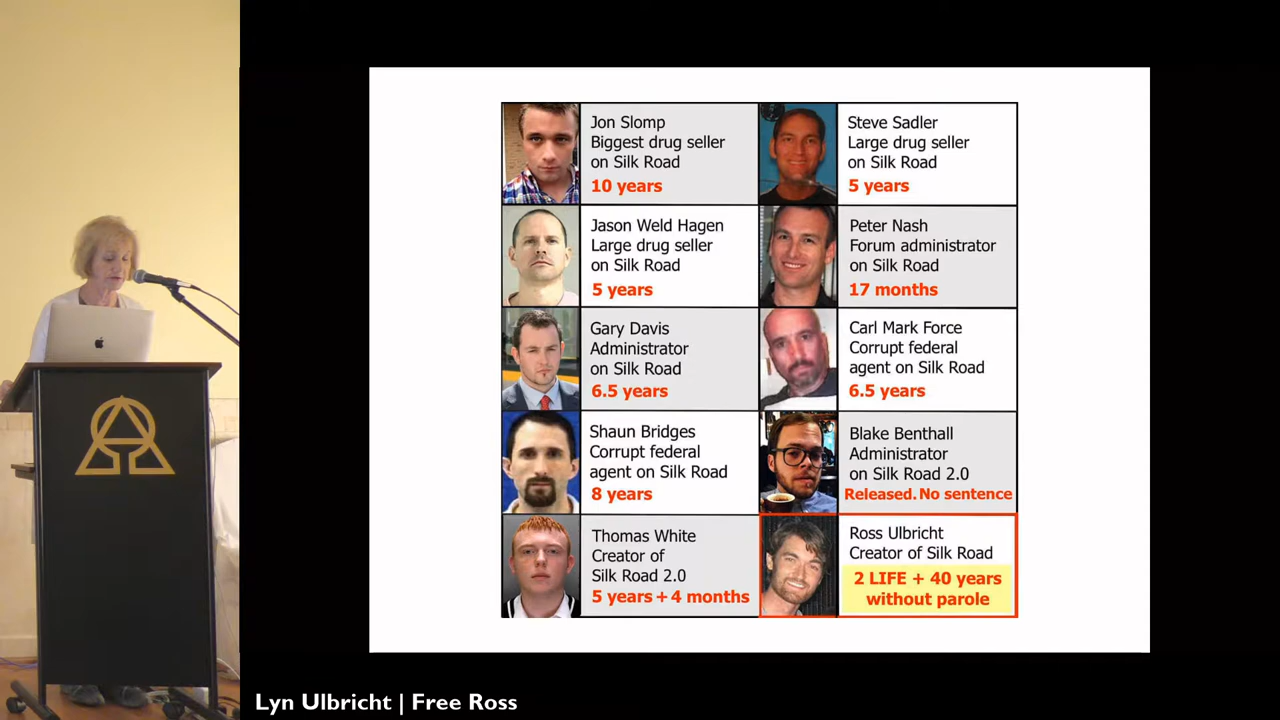 Jon Slomp
Biggest drug seller
on Silk Road
10 years
Steve Sadler
Large drug seller
on Silk Road
5 years
Jason Weld Hagen
Large drug seller
on Silk Road
5 years
Peter Nash
Forum administrator
on Silk Road
17 months
Gary Davis
Administrator
on Silk Road
6.5 years
Carl Mark Force
Corrupt federal
agent on Silk Road
6.5 years
Shaun Bridges
Corrupt federal
agent on Silk Road
8 years
Blake Benthall
Administrator
on Silk Road 2.0
Released. No sentence
Thomas White
Creator of
Silk Road 2.0
5 years + 4 months
Ross Ulbricht
Creator of Silk Road
2 LIFE + 40 years
without parole
Lyn Ulbricht | Free Ross